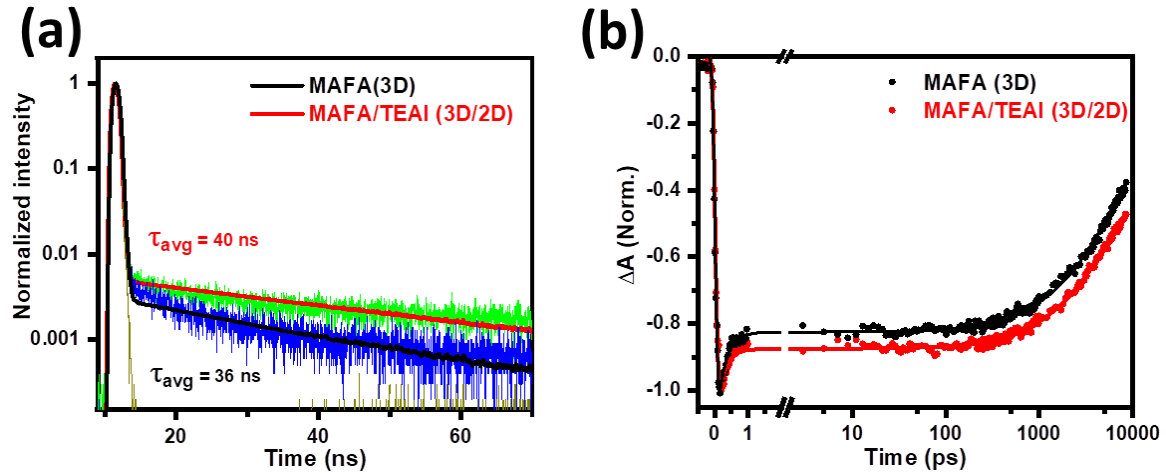 (a)
MAFA(3D)
MAFA/TEAI (3D/2D)
1
0.1
0.01
0.001
Normalized intensity
τavg = 40 ns
τavg = 36 ns
20
40
60
Time (ns)
(b)
MAFA (3D)
MAFA/TEAI (3D/2D)
0.0
-0.2
-0.4
-0.6
-0.8
-1.0
ΔA (Norm.)
0
1
10
100
1000
10000
Time (ps)